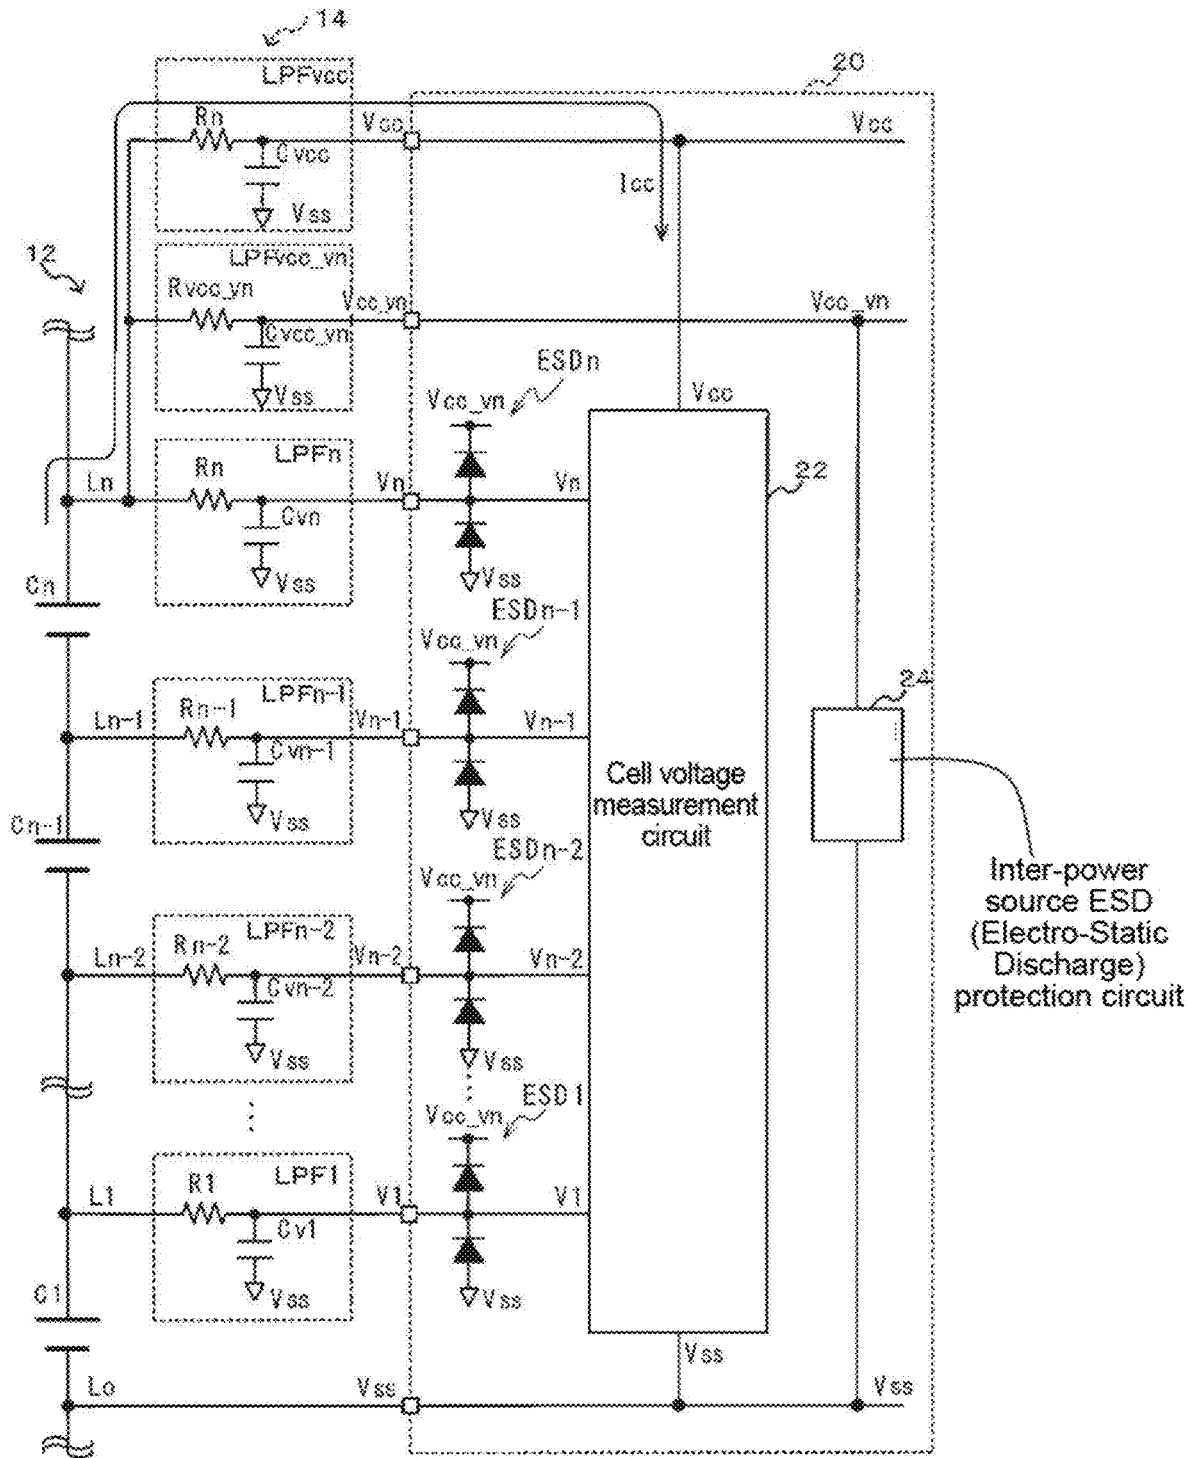 14
LPFvcc
20
Rn
Vcc
Vcc
Cvcc
Icc
Vss
12
LPFvcc_vn
Rvcc_vn
Vcc_vn
Vcc_vn
Cvcc_vn
ESDn
Vss
Vcc_vn
Vcc
LPFn
Ln
Rn
Vn
Vn
22
Cvn
Vss
Vss
Cn
ESDn-1
Vcc_vn
24
LPFn-1
Ln-1
Rn-1
Vn-1
Vn-1
Cvn-1
Vss
Vss
Cn-1
Cell voltage
measurement
circuit
ESDn-2
Vcc_vn
Inter-power
source ESD
(Electro-Static
Discharge)
protection circuit
LPFn-2
Ln-2
Rn-2
Vn-2
Vn-2
Cvn-2
Vss
Vss
ESD1
Vcc_vn
LPF1
L1
R1
V1
V1
Cv1
Vss
Vss
C1
Vss
Lo
Vss
Vss